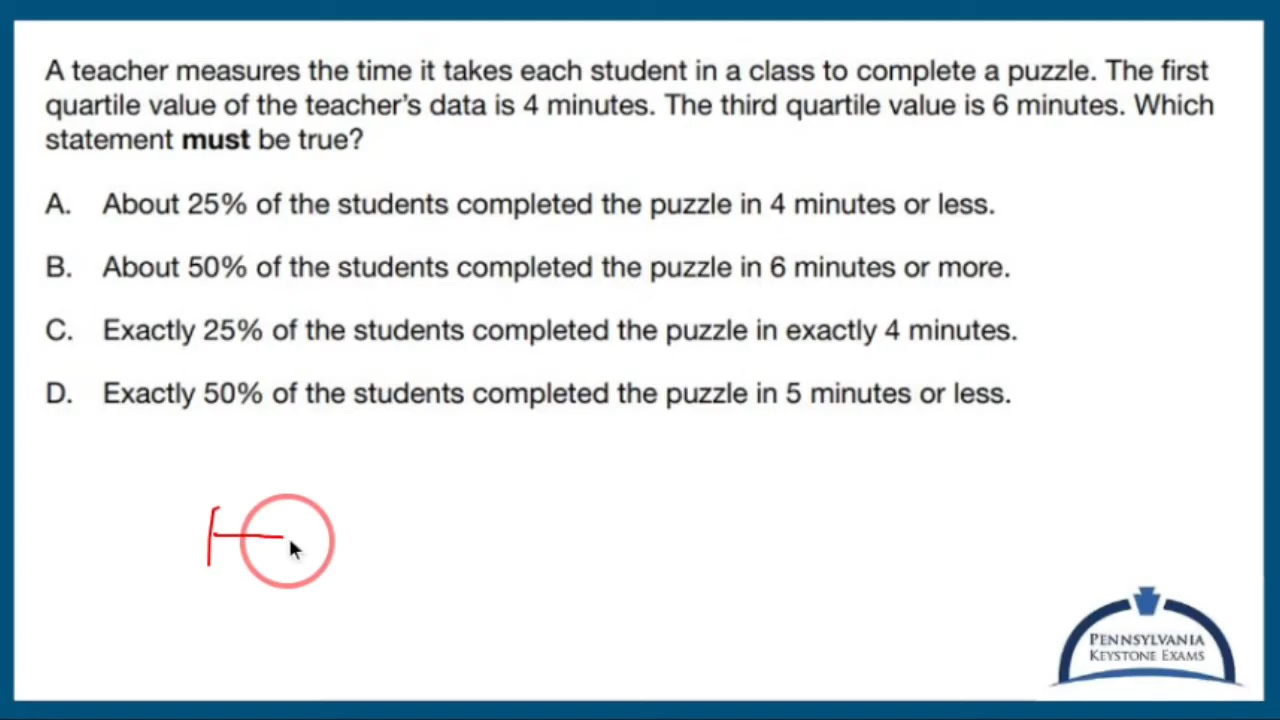 A teacher measures the time it takes each student in a class to complete a puzzle. The first
quartile value of the teacher's data is 4 minutes. The third quartile value is 6 minutes. Which
statement must be true?
A. About 25% of the students completed the puzzle in 4 minutes or less.
B. About 50% of the students completed the puzzle in 6 minutes or more.
C. Exactly 25% of the students completed the puzzle in exactly 4 minutes.
D. Exactly 50% of the students completed the puzzle in 5 minutes or less.
PENNSYLVANIA
KEYSTONE EXAMS